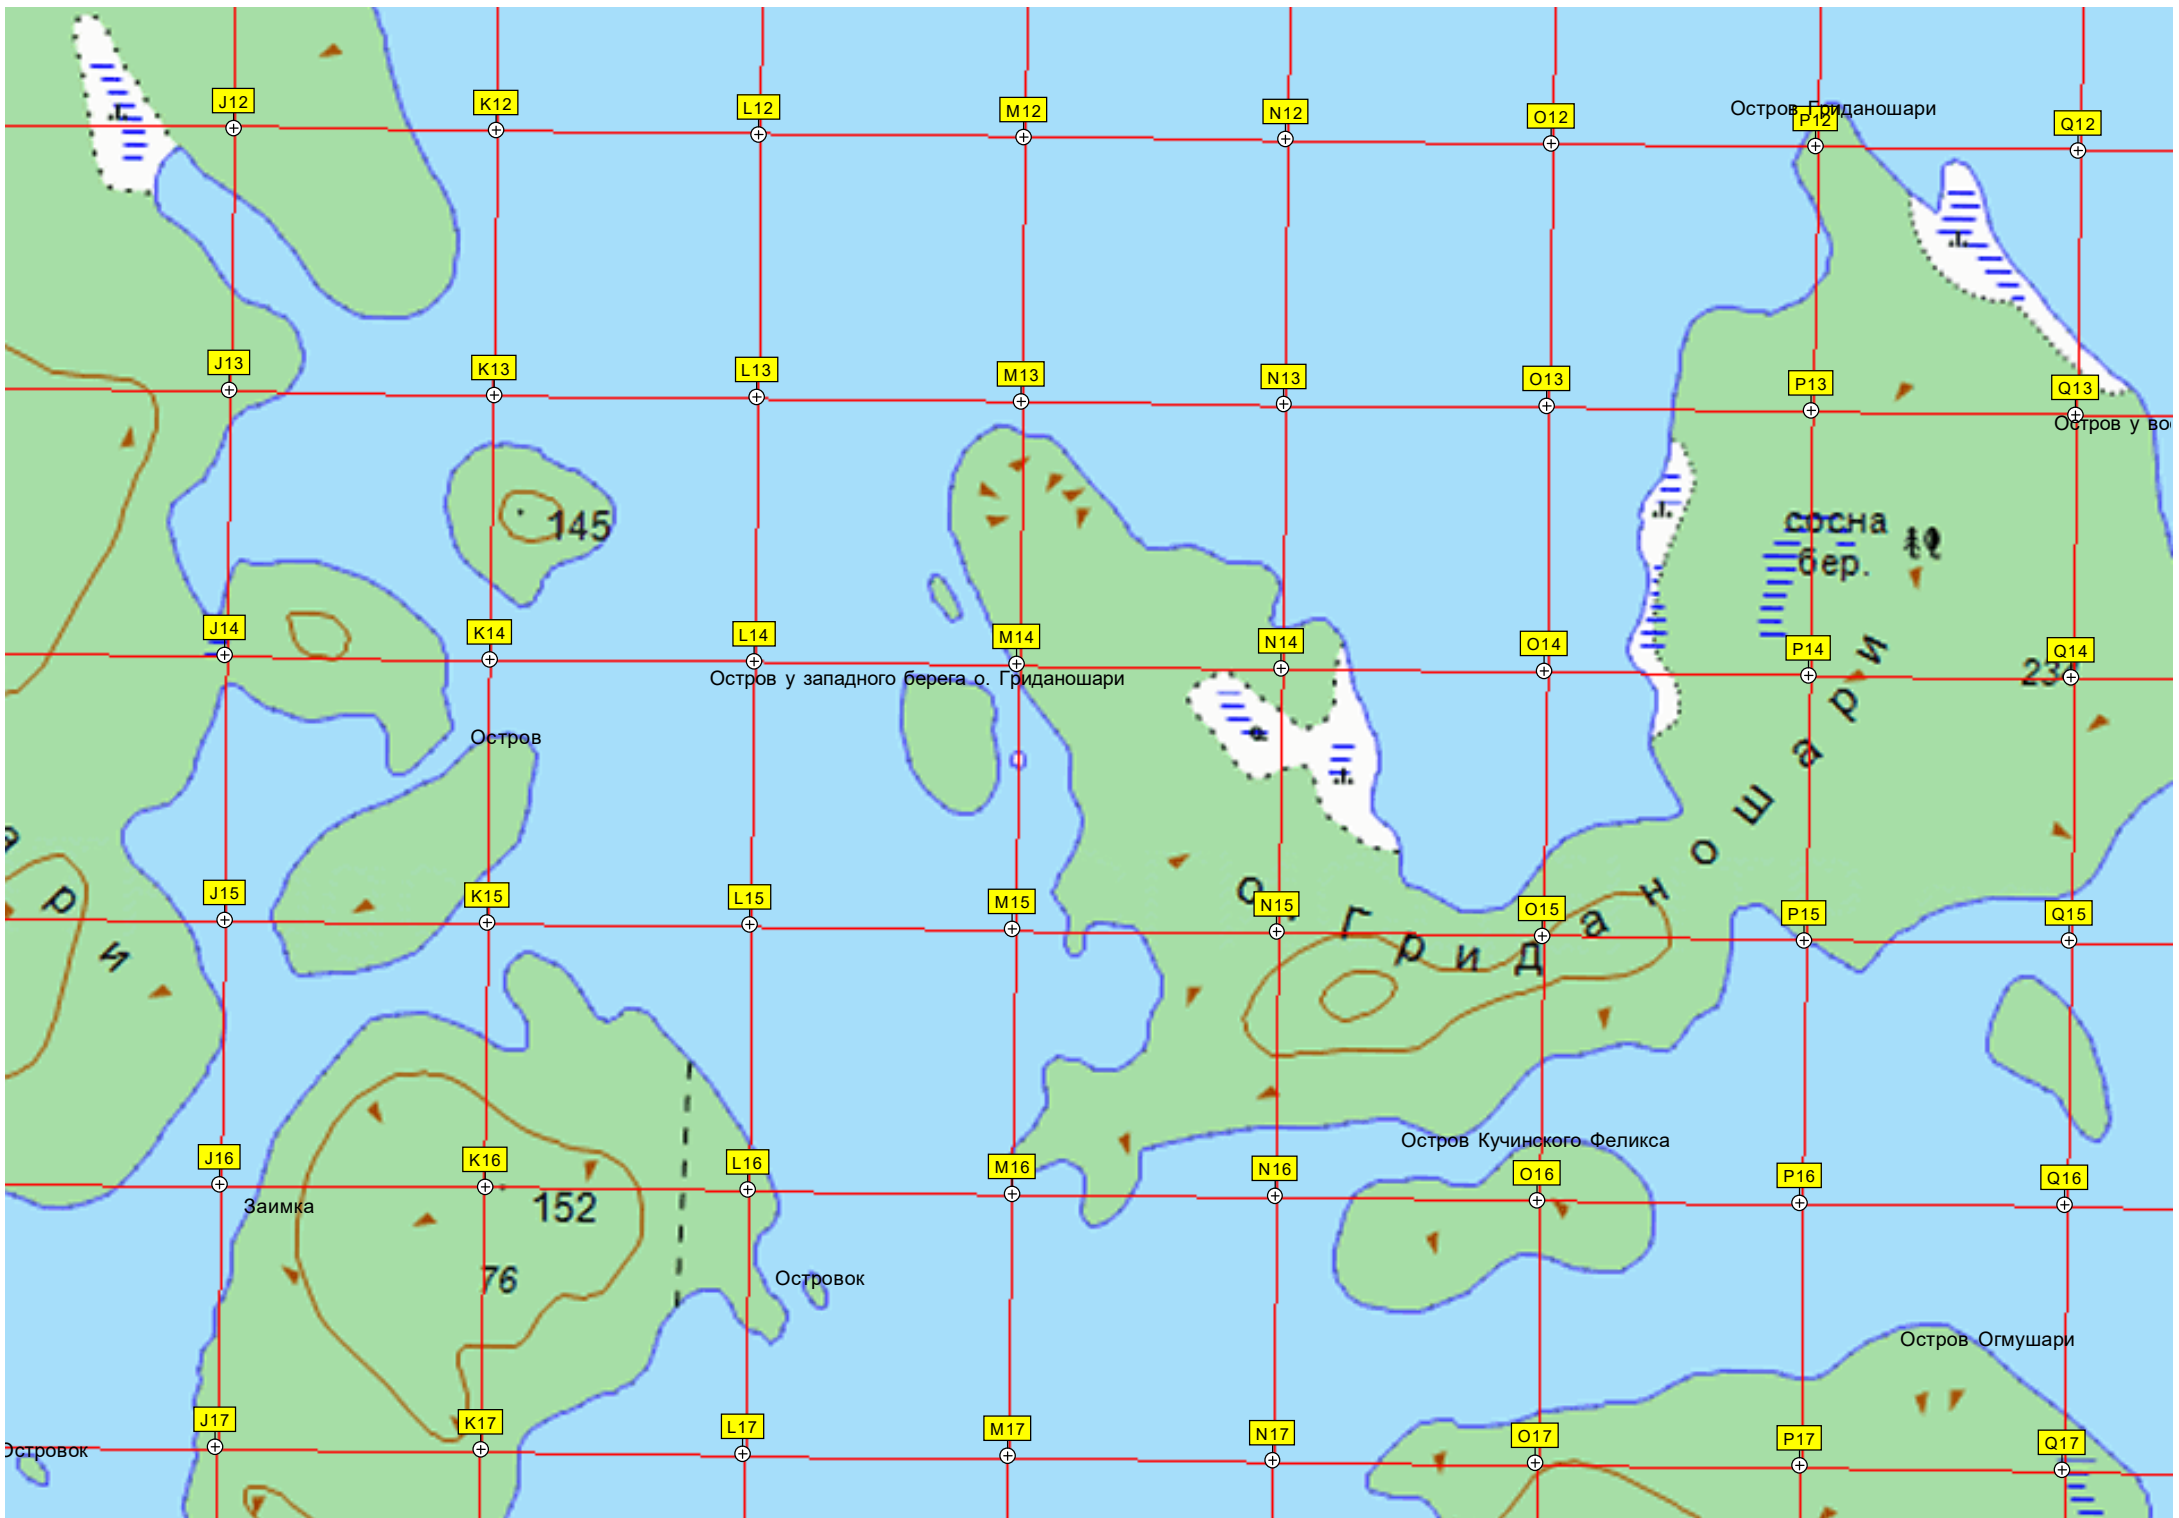 J12 K12 L12 M12 N12 O12 P12 Q12
Остров Гриданошари
J13 K13 L13 M13 N13 O13 P13 Q13
Остров у во
145
сосна
бер.
J14 K14 L14 M14 N14 O14 P14 Q14
Остров у западного берега о. Гриданошари
Остров
о. Гриданошари
ари
J15 K15 L15 M15 N15 O15 P15 Q15
Остров Кучинского Феликса
J16 K16 L16 M16 N16 O16 P16 Q16
Заимка
152
76
Островок
Остров Огмушари
J17 K17 L17 M17 N17 O17 P17 Q17
Островок